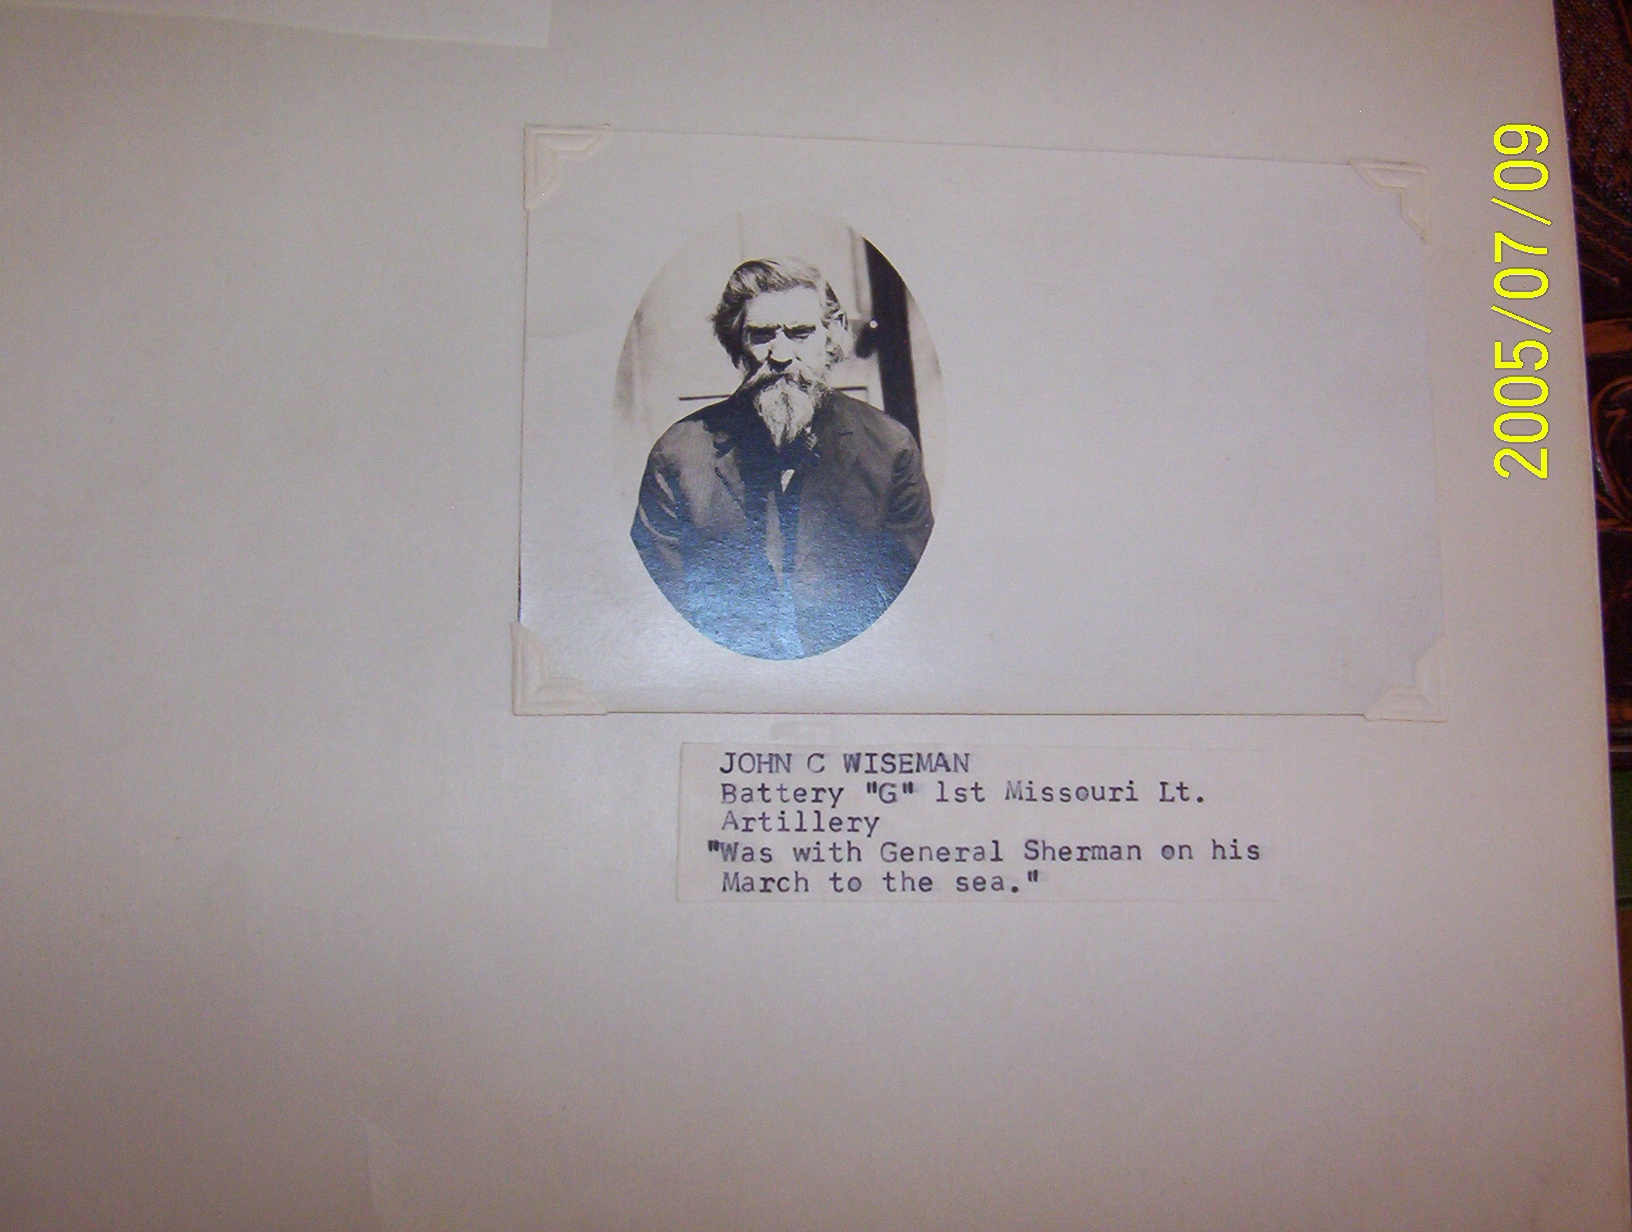 JOHN C WISEMAN
Battery "G" 1st Missouri Lt.
Artillery
"Was with General Sherman on his
March to the sea."
2005/07/09